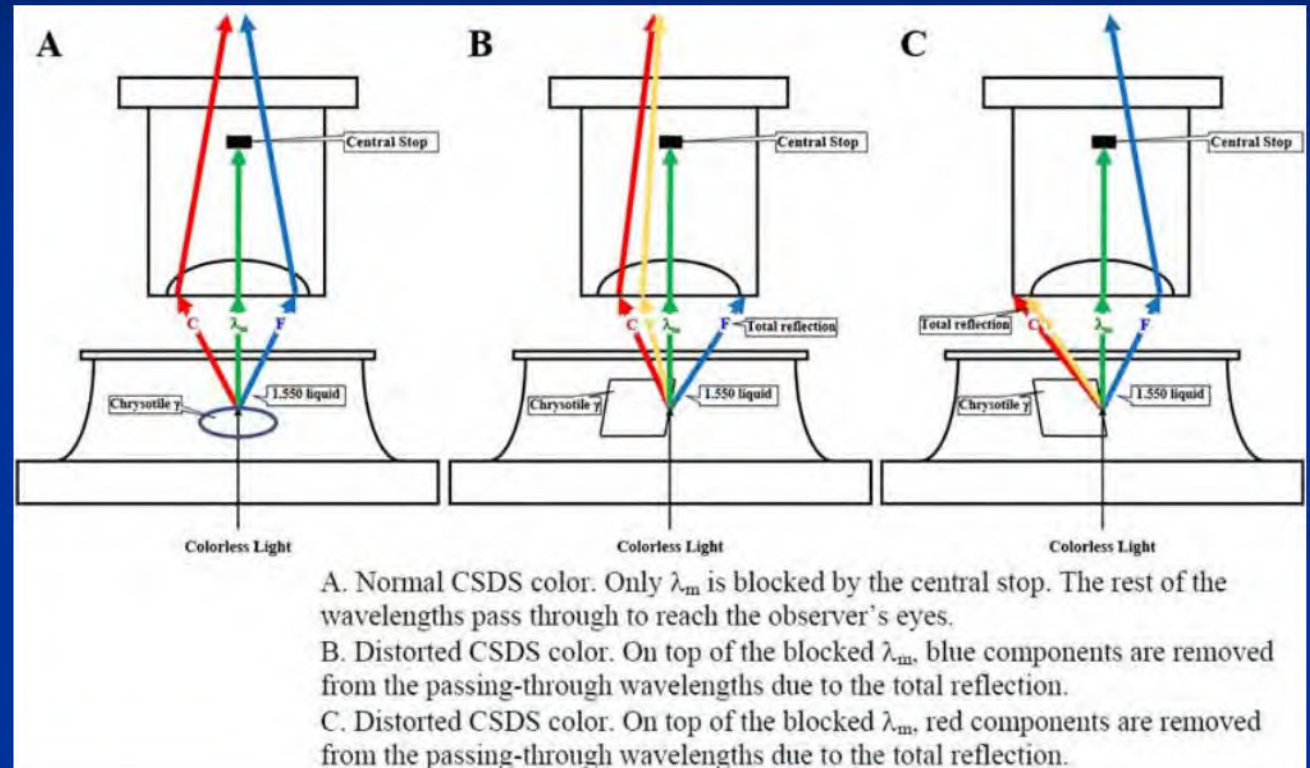 A
B
C
Central Stop
Central Stop
Central Stop
C λm F
C Y λm F Total reflection
Total reflection C Y λm F
Chrysotile γ 1.550 liquid
Chrysotile γ 1.550 liquid
Chrysotile γ 1.550 liquid
Colorless Light
Colorless Light
Colorless Light
A. Normal CSDS color. Only λm is blocked by the central stop. The rest of the
wavelengths pass through to reach the observer's eyes.
B. Distorted CSDS color. On top of the blocked λm, blue components are removed
from the passing-through wavelengths due to the total reflection.
C. Distorted CSDS color. On top of the blocked λm, red components are removed
from the passing-through wavelengths due to the total reflection.